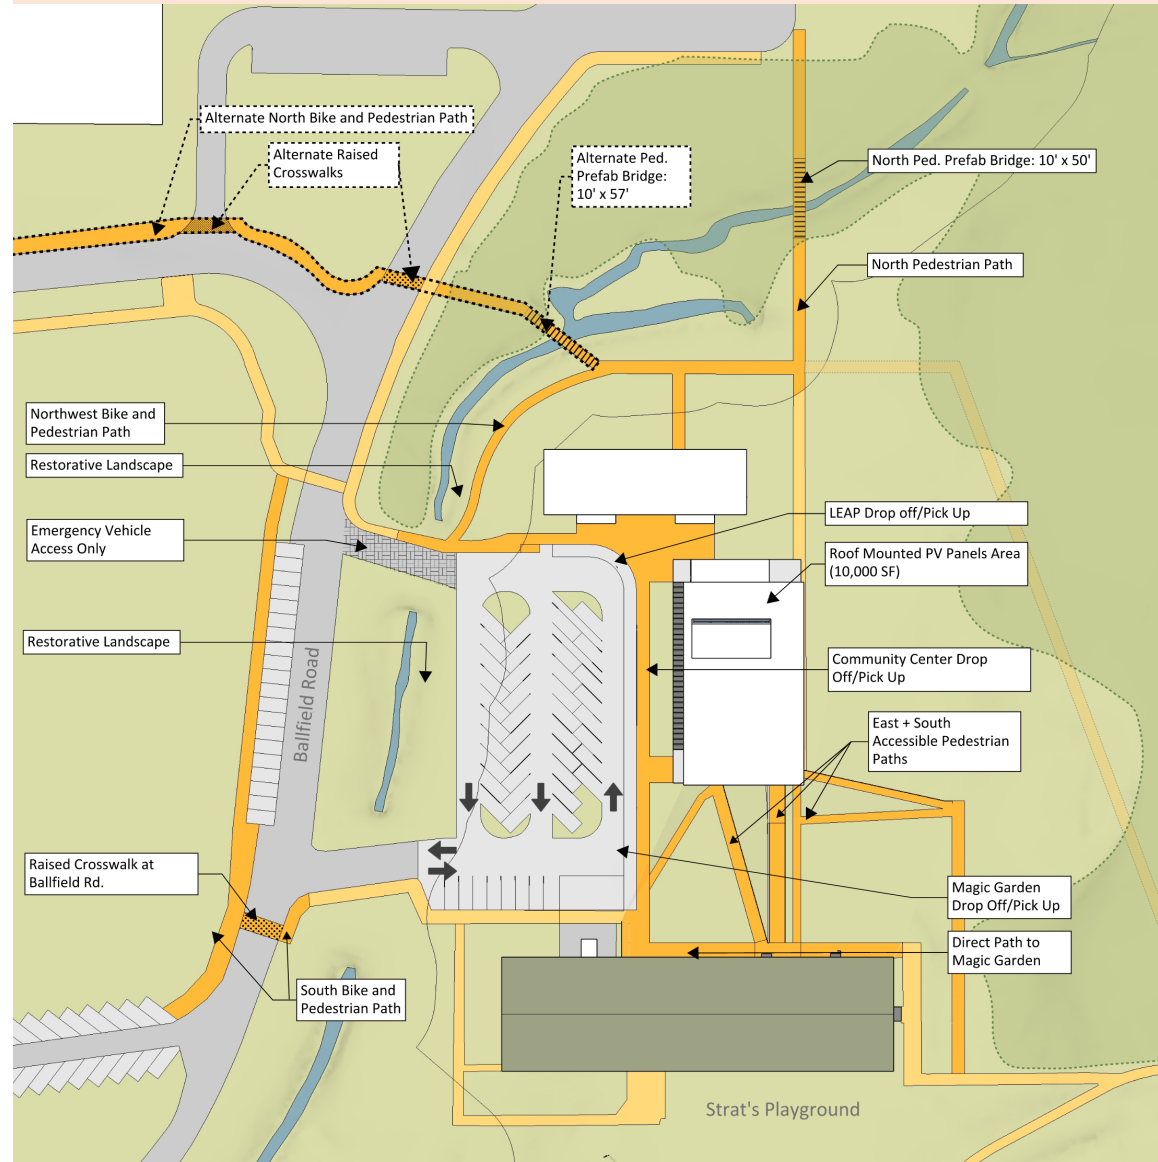 Alternate North Bike and Pedestrian Path
Alternate Raised
Crosswalks
Alternate Ped.
Prefab Bridge:
10' x 57'
North Ped. Prefab Bridge: 10' x 50'
North Pedestrian Path
Northwest Bike and
Pedestrian Path
Restorative Landscape
Emergency Vehicle
Access Only
LEAP Drop off/Pick Up
Roof Mounted PV Panels Area
(10,000 SF)
Restorative Landscape
Ballfield Road
Community Center Drop
Off/Pick Up
East + South
Accessible Pedestrian
Paths
Raised Crosswalk at
Ballfield Rd.
Magic Garden
Drop Off/Pick Up
Direct Path to
Magic Garden
South Bike and
Pedestrian Path
Strat's Playground